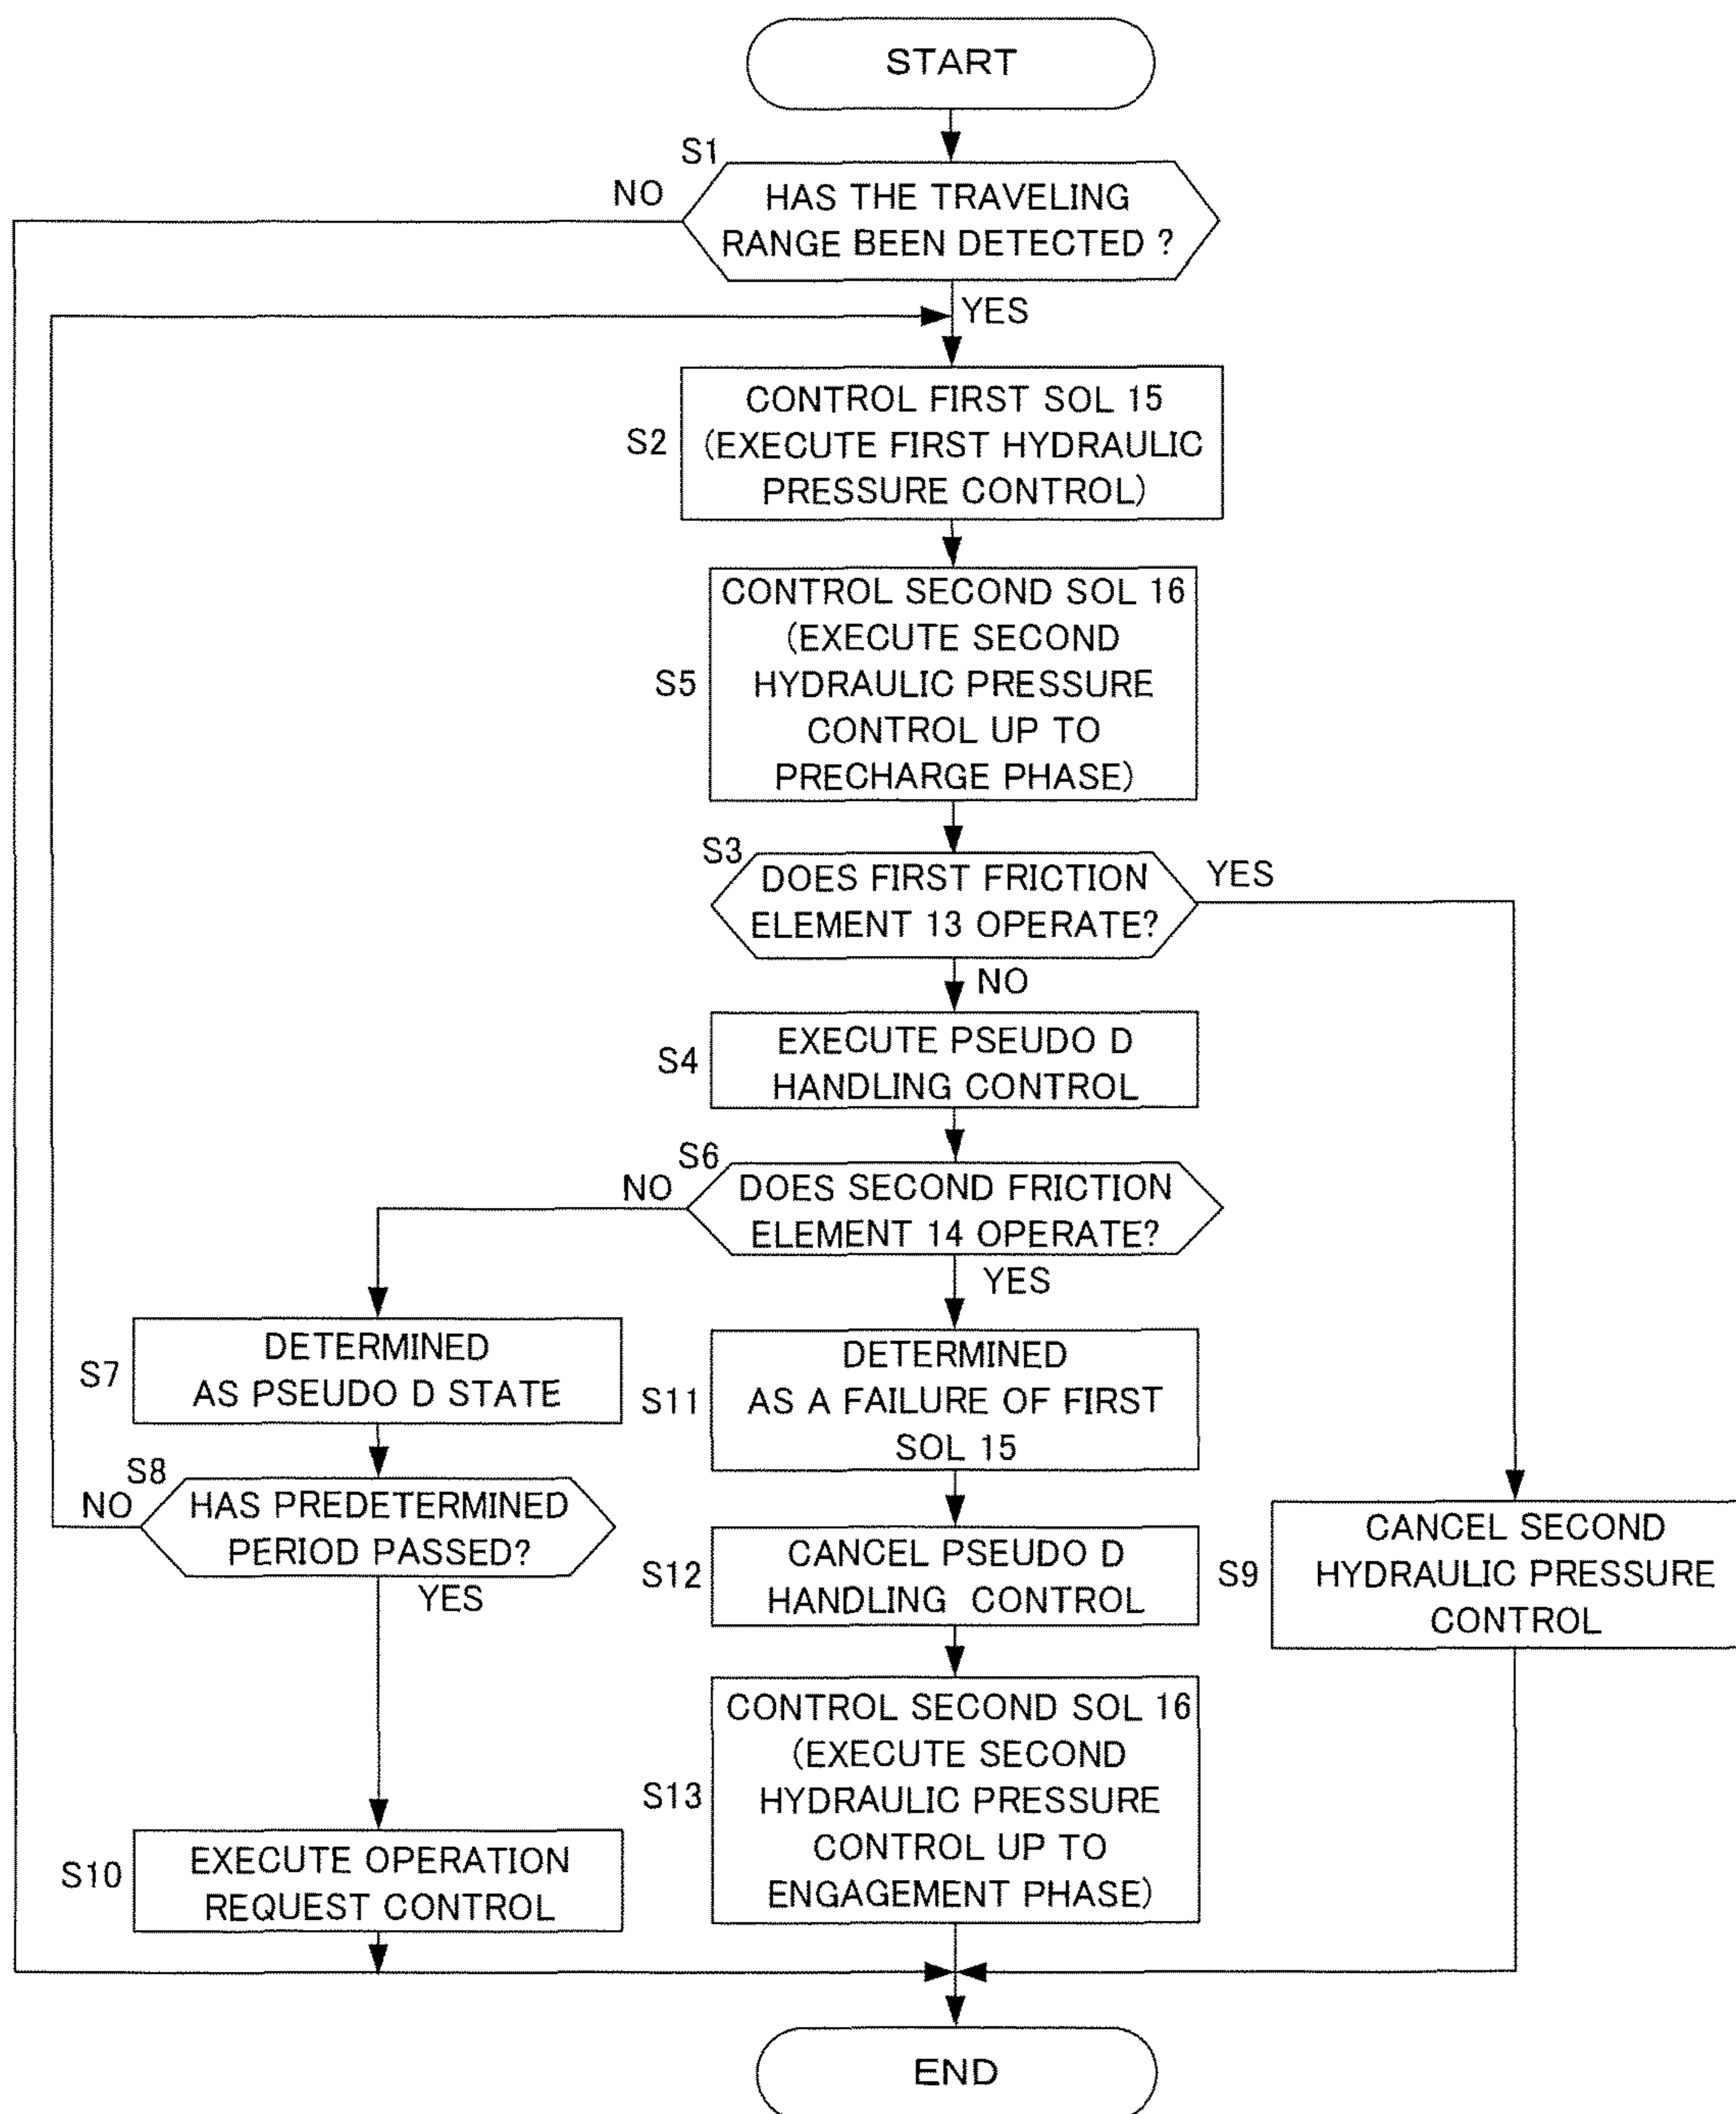 START
S1
NO
HAS THE TRAVELING
RANGE BEEN DETECTED ?
YES
S2
CONTROL FIRST SOL 15
(EXECUTE FIRST HYDRAULIC
PRESSURE CONTROL)
S5
CONTROL SECOND SOL 16
(EXECUTE SECOND
HYDRAULIC PRESSURE
CONTROL UP TO
PRECHARGE PHASE)
S3
DOES FIRST FRICTION
ELEMENT 13 OPERATE?
YES
NO
S4
EXECUTE PSEUDO D
HANDLING CONTROL
S6
NO
DOES SECOND FRICTION
ELEMENT 14 OPERATE?
YES
S7
DETERMINED
AS PSEUDO D STATE
S11
DETERMINED
AS A FAILURE OF FIRST
SOL 15
S8
NO
HAS PREDETERMINED
PERIOD PASSED?
YES
S12
CANCEL PSEUDO D
HANDLING CONTROL
S9
CANCEL SECOND
HYDRAULIC PRESSURE
CONTROL
S13
CONTROL SECOND SOL 16
(EXECUTE SECOND
HYDRAULIC PRESSURE
CONTROL UP TO
ENGAGEMENT PHASE)
S10
EXECUTE OPERATION
REQUEST CONTROL
END